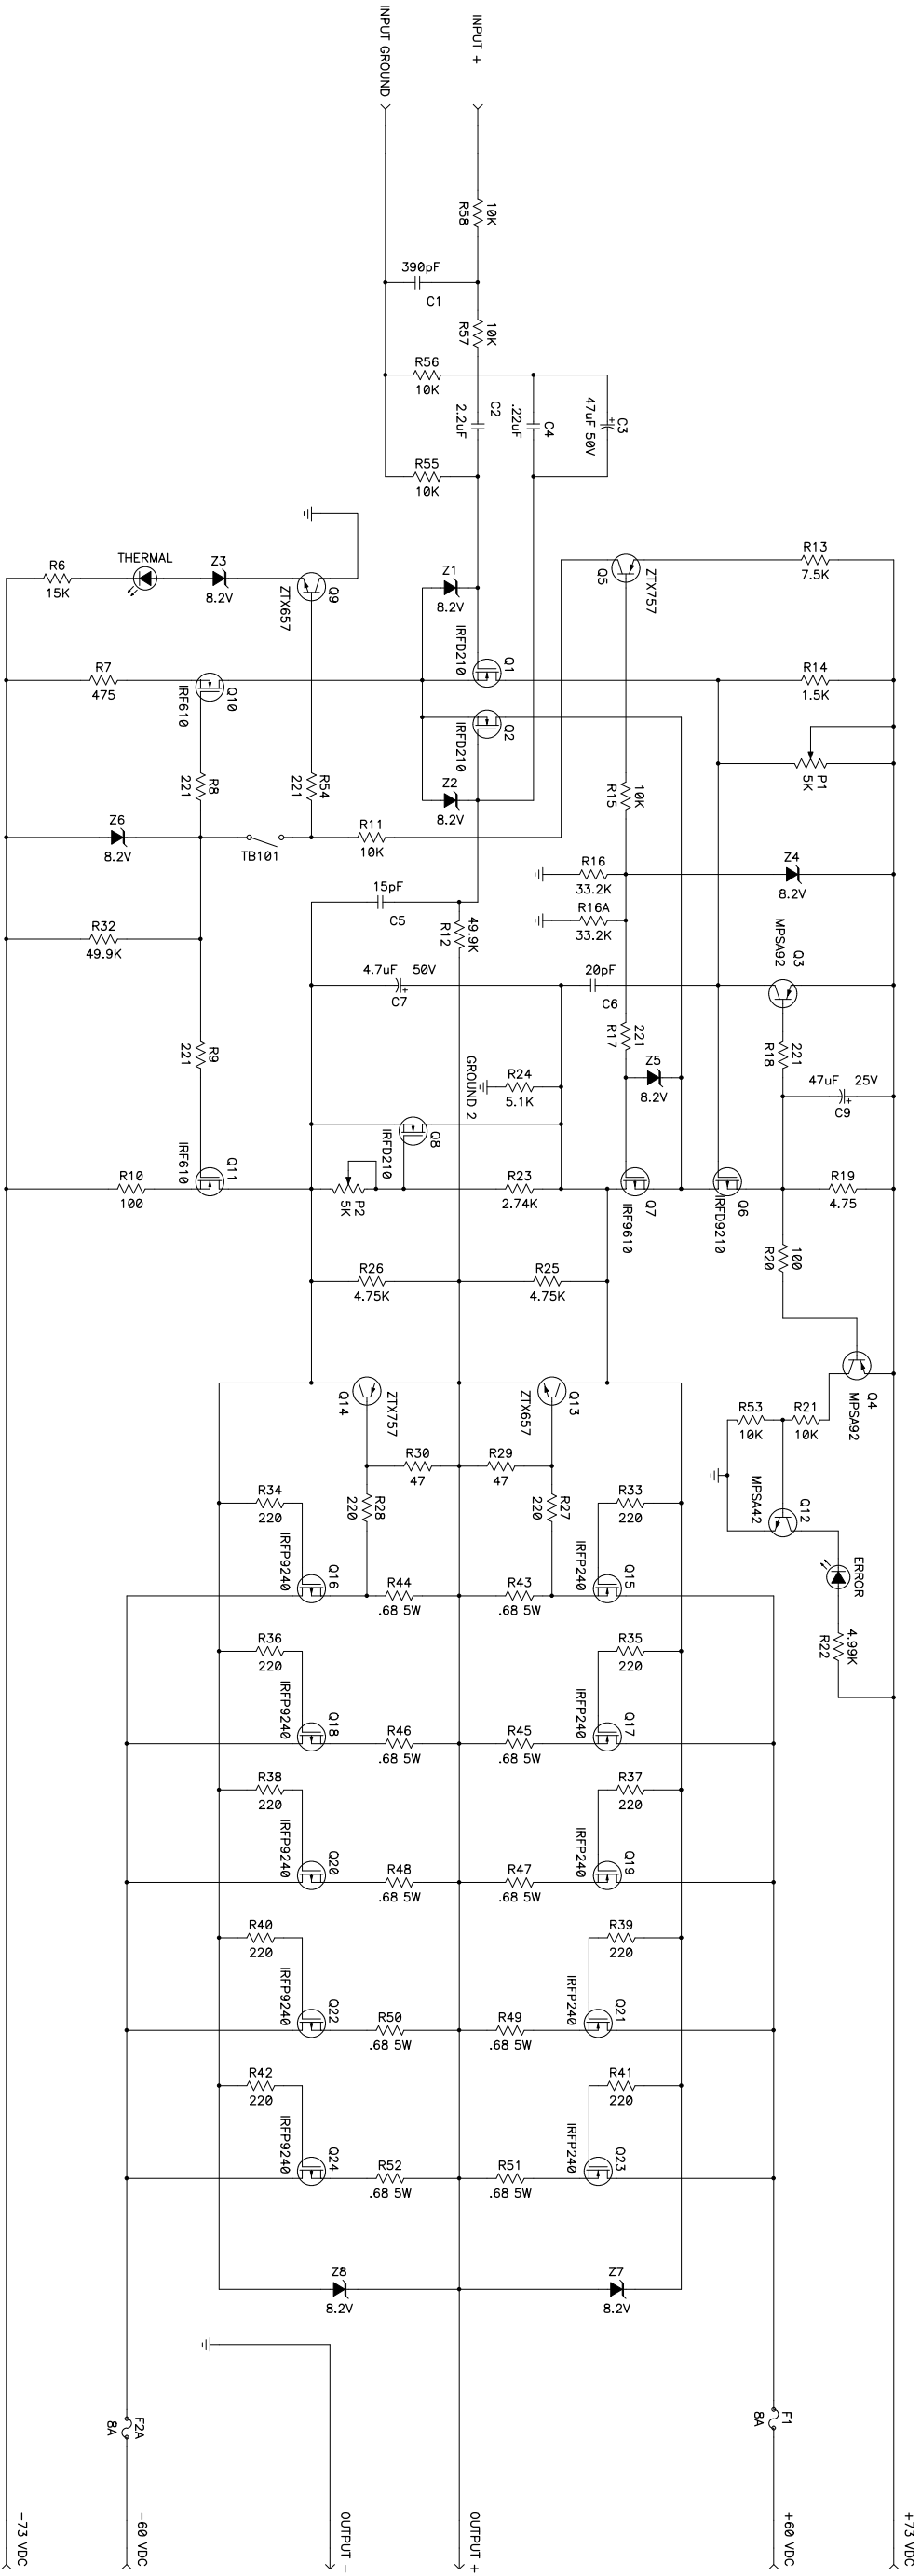 INPUT GROUND
INPUT +
10K
R58
390pF
C1
10K
R57
R56
10K
C2
2.2uF
C4
.22uF
C3
47uF 50V
+
R55
10K
R13
7.5K
ZTX757
Q5
THERMAL
Z3
8.2V
Q9
ZTX657
R6
15K
Z1
8.2V
IRFD210
Q1
R14
1.5K
R7
475
Q10
IRF610
Q2
IRFD210
P1
5K
R8
221
R54
221
Z2
8.2V
10K
R15
Z6
8.2V
TB101
R11
10K
R16
33.2K
Z4
8.2V
15pF
C5
R16A
33.2K
R32
49.9K
49.9K
R12
MPSA92
Q3
4.7uF 50V
+
C7
20pF
C6
R9
221
221
R17
221
R18
GROUND 2
R24
5.1K
Z5
8.2V
47uF 25V
+
C9
Q8
IRFD210
R10
100
Q11
IRF610
P2
5K
R23
2.74K
Q7
IRF9610
Q6
IRFD9210
R19
4.75
100
R20
R26
4.75K
R25
4.75K
Q14
ZTX757
Q13
ZTX657
Q4
MPSA92
R53
10K
R21
10K
R30
47
R29
47
R34
220
R28
220
R27
220
R33
220
MPSA42
Q12
IRFP9240
Q16
R44
.68 5W
R43
.68 5W
IRFP240
Q15
ERROR
R36
220
R35
220
4.99K
R22
IRFP9240
Q18
R46
.68 5W
R45
.68 5W
IRFP240
Q17
R38
220
R37
220
IRFP9240
Q20
R48
.68 5W
R47
.68 5W
IRFP240
Q19
R40
220
R39
220
IRFP9240
Q22
R50
.68 5W
R49
.68 5W
IRFP240
Q21
R42
220
R41
220
IRFP9240
Q24
R52
.68 5W
R51
.68 5W
IRFP240
Q23
Z8
8.2V
Z7
8.2V
F2A
8A
F1
8A
-73 VDC
-60 VDC
OUTPUT -
OUTPUT +
+60 VDC
+73 VDC